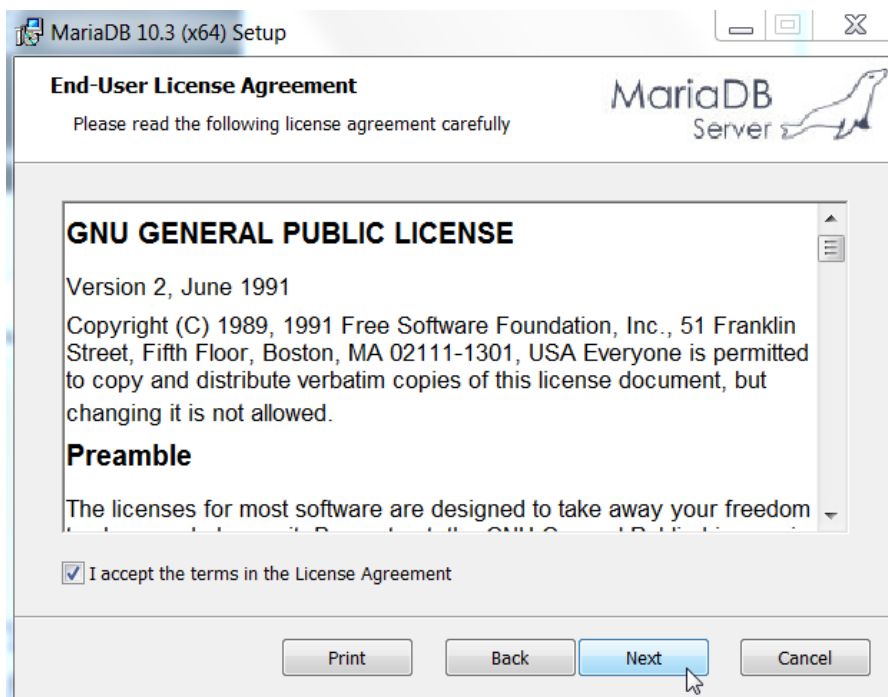 MariaDB 10.3 (x64) Setup
End-User License Agreement
Please read the following license agreement carefully
MariaDB
Server
GNU GENERAL PUBLIC LICENSE
Version 2, June 1991
Copyright (C) 1989, 1991 Free Software Foundation, Inc., 51 Franklin
Street, Fifth Floor, Boston, MA 02111-1301, USA Everyone is permitted
to copy and distribute verbatim copies of this license document, but
changing it is not allowed.
Preamble
The licenses for most software are designed to take away your freedom
I accept the terms in the License Agreement
Print
Back
Next
Cancel